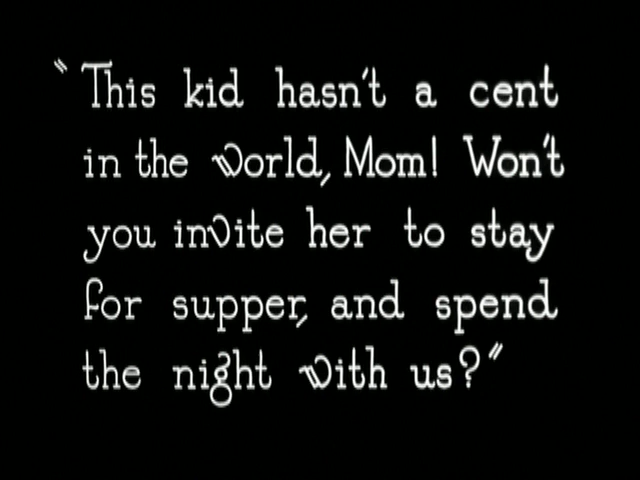 "This kid hasn't a cent
in the world, Mom! Won't
you invite her to stay
for supper, and spend
the night with us?"